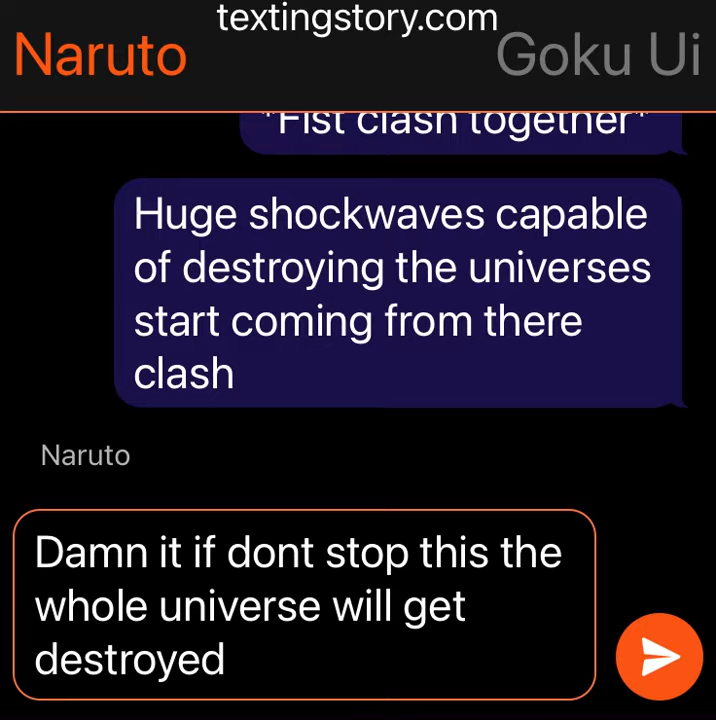 textingstory.com
Naruto
Goku Ui
*Fist clash together*
Huge shockwaves capable
of destroying the universes
start coming from there
clash
Naruto
Damn it if dont stop this the
whole universe will get
destroyed